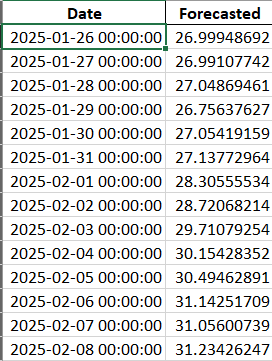 Date Forecasted
2025-01-26 00:00:00 26.99948692
2025-01-27 00:00:00 26.99107742
2025-01-28 00:00:00 27.04869461
2025-01-29 00:00:00 26.75637627
2025-01-30 00:00:00 27.05419159
2025-01-31 00:00:00 27.13772964
2025-02-01 00:00:00 28.30555534
2025-02-02 00:00:00 28.72068214
2025-02-03 00:00:00 29.71079254
2025-02-04 00:00:00 30.15428352
2025-02-05 00:00:00 30.49462891
2025-02-06 00:00:00 31.14251709
2025-02-07 00:00:00 31.05600739
2025-02-08 00:00:00 31.23426247